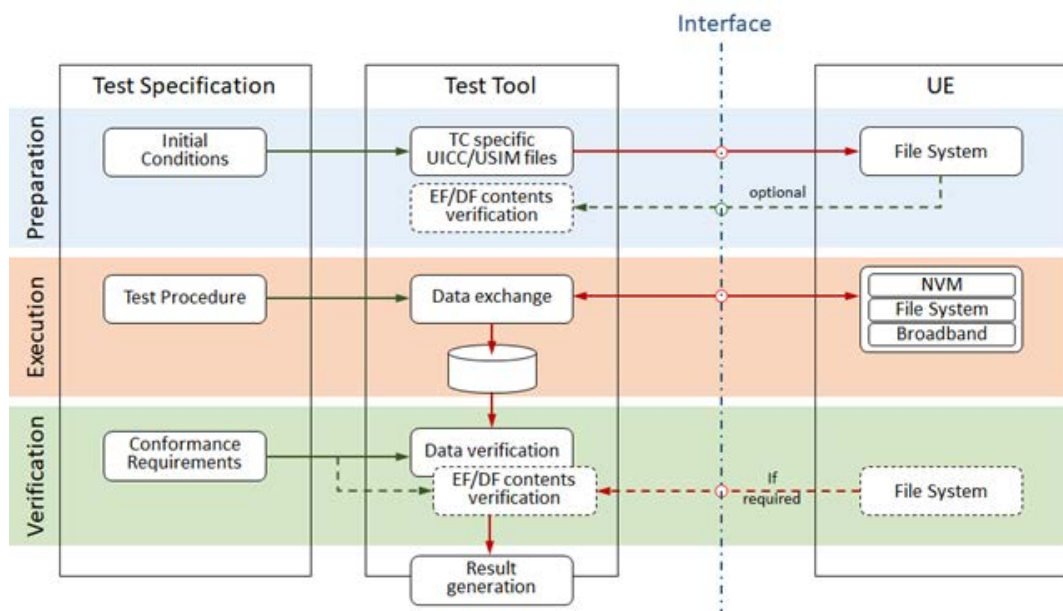 Interface
Test Specification
Test Tool
UE
Preparation
Initial
Conditions
TC specific
UICC/USIM files
File System
EF/DF contents
verification
optional
Execution
Test Procedure
Data exchange
NVM
File System
Broadband
Verification
Conformance
Requirements
Data verification
EF/DF contents
verification
If
required
File System
Result
generation